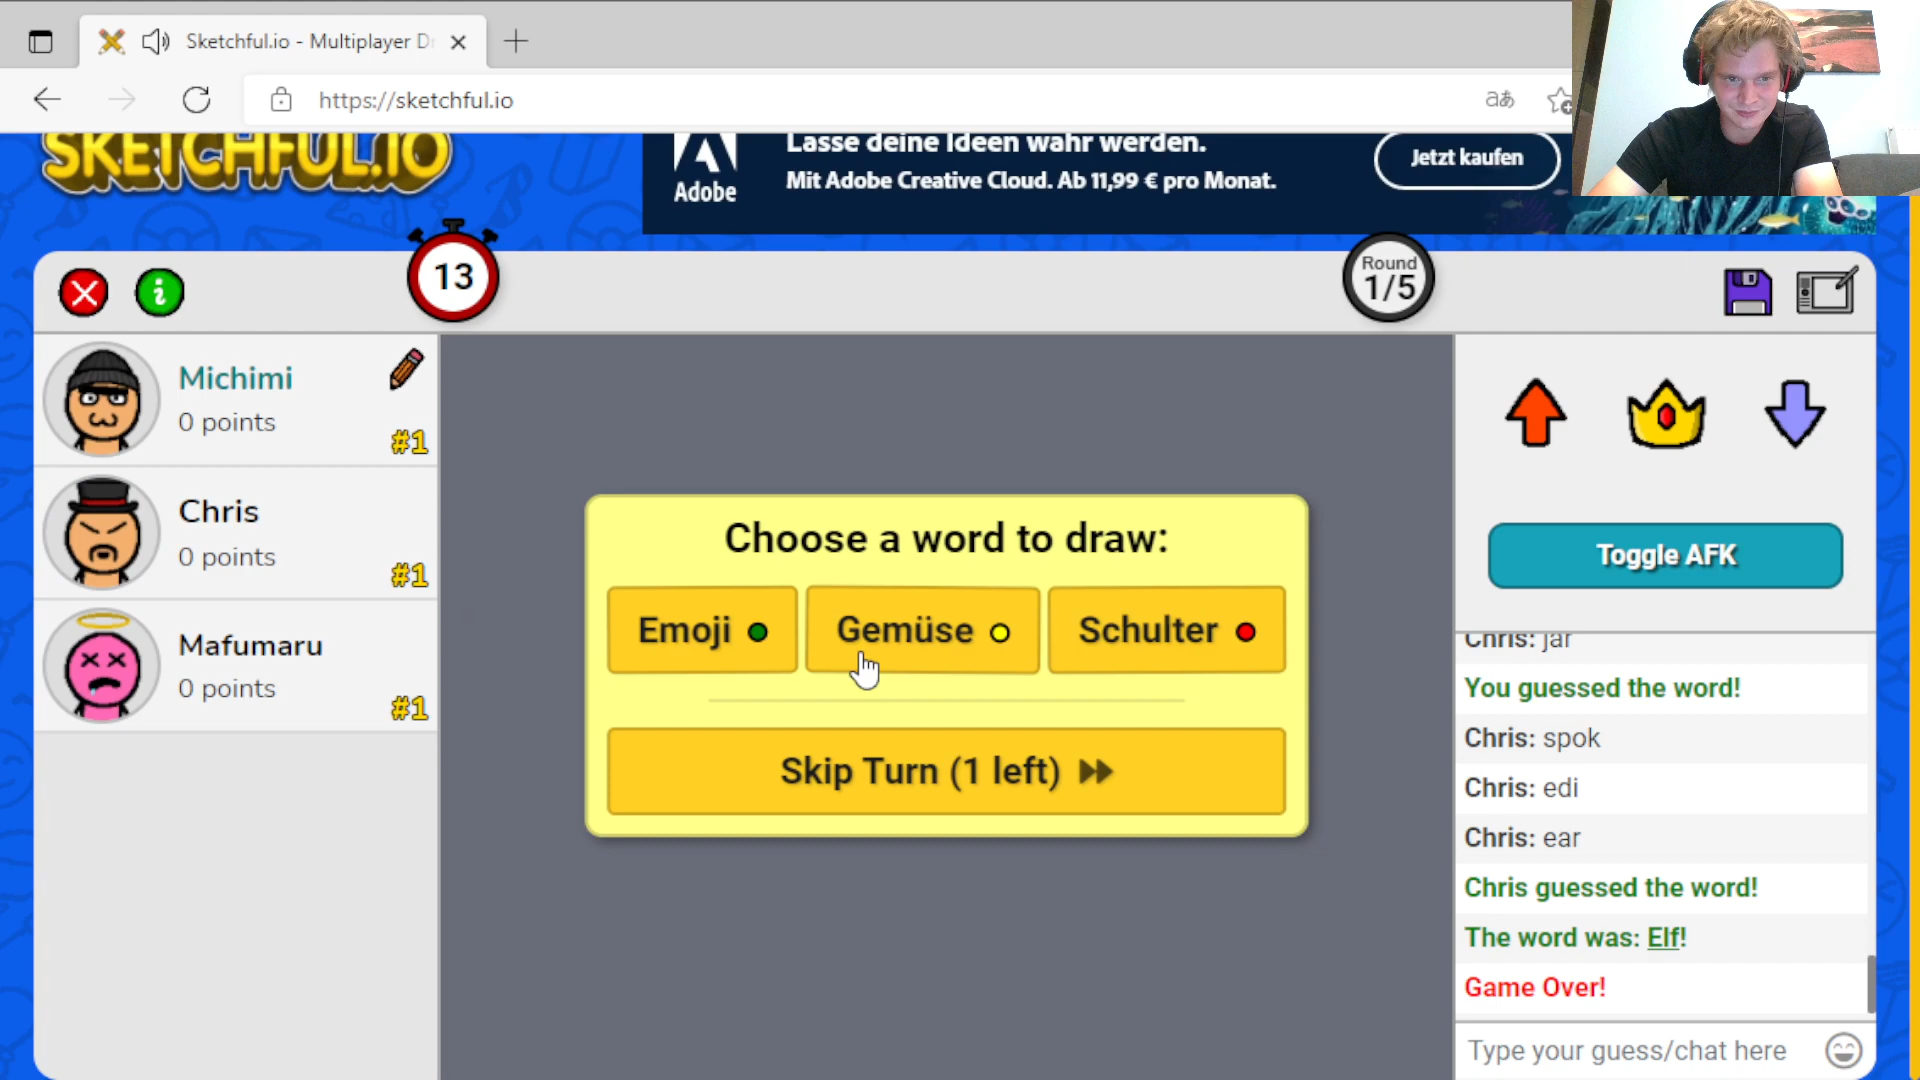 Sketchful.io - Multiplayer Dr
https://sketchful.io
aあ
SKETCHFUL.IO
Adobe
Lasse deine Ideen wahr werden.
Mit Adobe Creative Cloud. Ab 11,99 € pro Monat.
Jetzt kaufen
13
Round
1/5
Michimi
0 points
#1
Chris
0 points
#1
Mafumaru
0 points
#1
Choose a word to draw:
Emoji
Gemüse
Schulter
Skip Turn (1 left)
Toggle AFK
Chris: jar
You guessed the word!
Chris: spok
Chris: edi
Chris: ear
Chris guessed the word!
The word was: Elf!
Game Over!
Type your guess/chat here